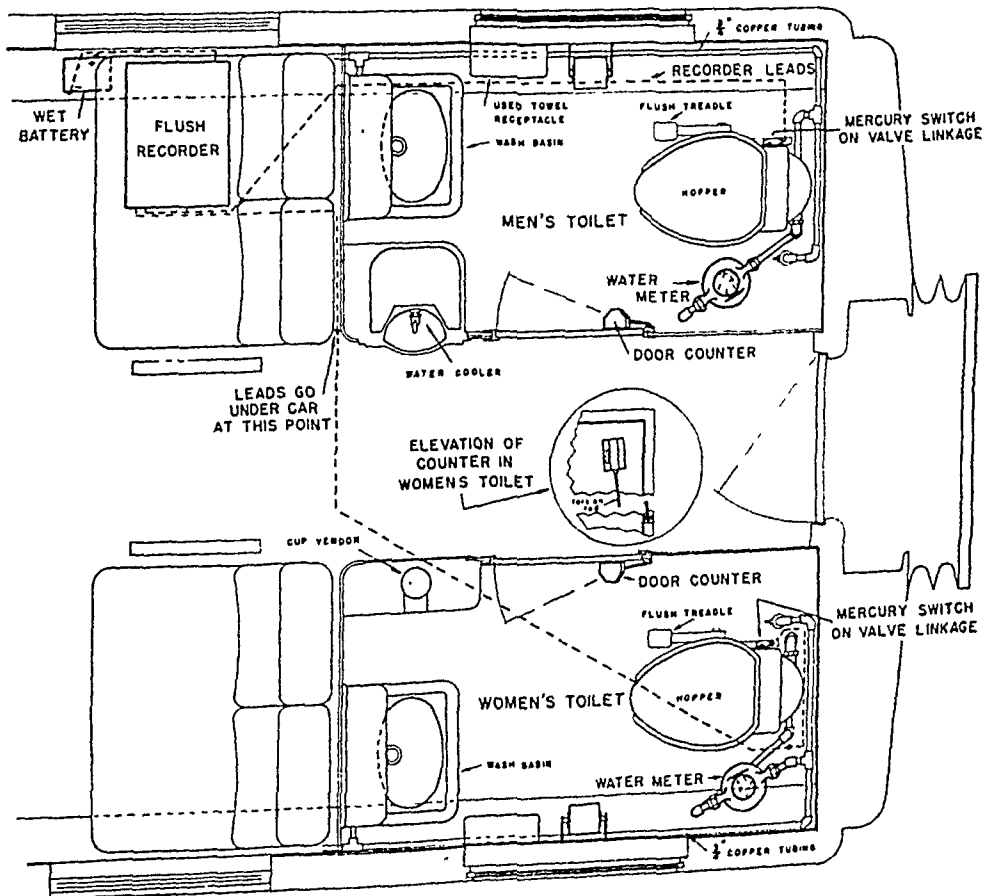 3/4" COPPER TUBING
RECORDER LEADS
WET
BATTERY
FLUSH
RECORDER
USED TOWEL
RECEPTACLE
FLUSH TREADLE
MERCURY SWITCH
ON VALVE LINKAGE
WASH BASIN
HOPPER
MEN'S TOILET
WATER
METER
DOOR COUNTER
WATER COOLER
LEADS GO
UNDER CAR
AT THIS POINT
ELEVATION OF
COUNTER IN
WOMEN'S TOILET
CUP VENDOR
DOOR COUNTER
FLUSH TREADLE
MERCURY SWITCH
ON VALVE LINKAGE
WOMEN'S TOILET
HOPPER
WASH BASIN
WATER METER
3/4" COPPER TUBING